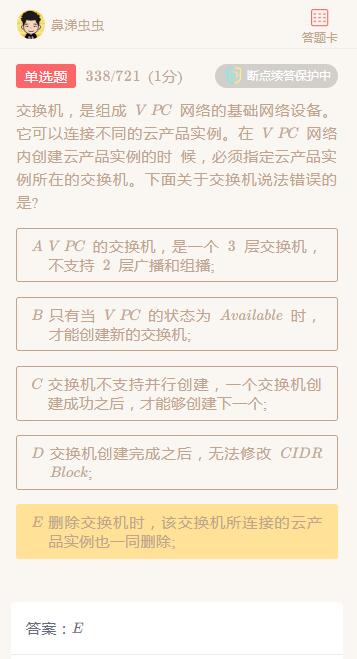 鼻涕虫虫
答题卡
单选题 338/721 (1分) 断点续答保护中
交换机，是组成 V PC 网络的基础网络设备。
它可以连接不同的云产品实例。在 V PC 网络
内创建云产品实例的时 候，必须指定云产品实
例所在的交换机。下面关于交换机说法错误的
是?
A V PC 的交换机，是一个 3 层交换机，
不支持 2 层广播和组播;
B 只有当 V PC 的状态为 Available 时，
才能创建新的交换机;
C 交换机不支持并行创建，一个交换机创
建成功之后，才能够创建下一个;
D 交换机创建完成之后，无法修改 CIDR
Block;
E 删除交换机时，该交换机所连接的云产
品实例也一同删除;
答案：E